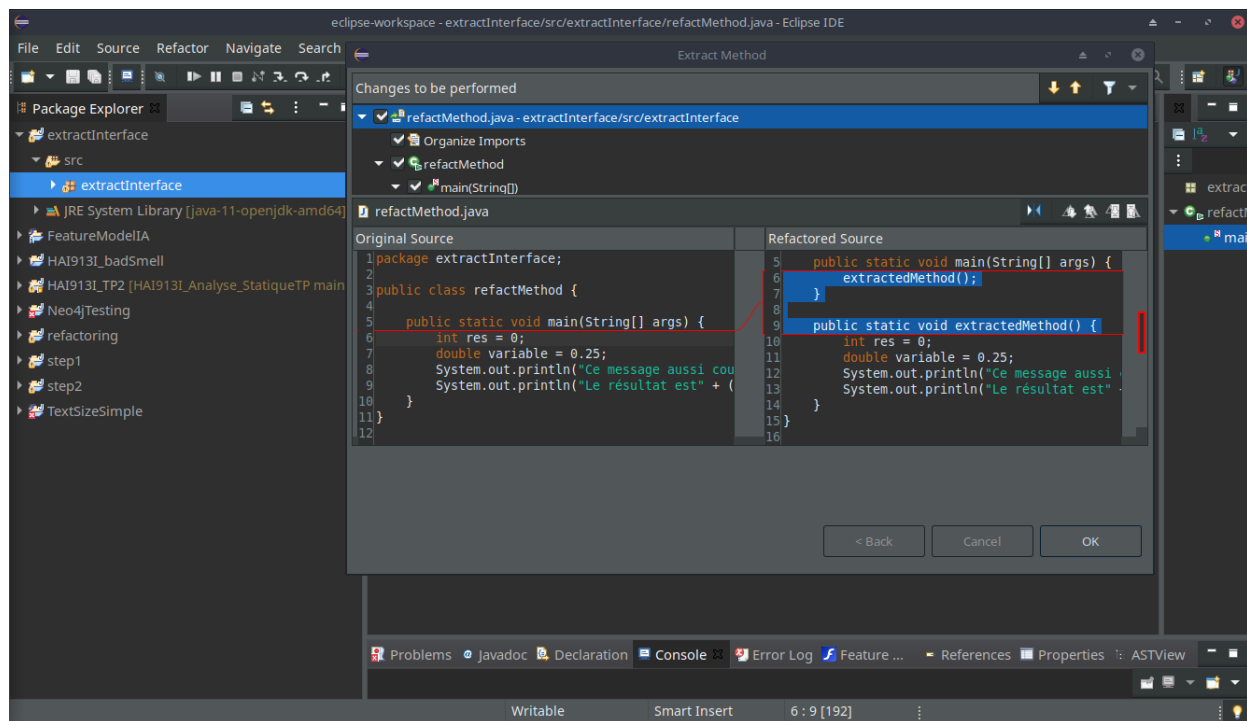 eclipse-workspace - extractInterface/src/extractInterface/refactMethod.java - Eclipse IDE
File Edit Source Refactor Navigate Search
Extract Method
Changes to be performed
Package Explorer
refactMethod.java - extractInterface/src/extractInterface
extractInterface
Organize Imports
src
refactMethod
extractInterface
main(String[])
JRE System Library [java-11-openjdk-amd64]
refactMethod.java
FeatureModelIA
HAI913I_badSmell
HAI913I_TP2 [HAI913I_Analyse_StatiqueTP main
Neo4jTesting
refactoring
step1
step2
TextSizeSimple
Original Source
1 package extractInterface;
2
3 public class refactMethod {
4
5 public static void main(String[] args) {
6 int res = 0;
7 double variable = 0.25;
8 System.out.println("Ce message aussi cou
9 System.out.println("Le résultat est" + (
10 }
11 }
12
Refactored Source
5 public static void main(String[] args) {
6 extractedMethod();
7 }
8
9 public static void extractedMethod() {
10 int res = 0;
11 double variable = 0.25;
12 System.out.println("Ce message aussi
13 System.out.println("Le résultat est"
14 }
15 }
16
extrac
refactM
mai
< Back Cancel OK
Problems Javadoc Declaration Console Error Log Feature ... References Properties ASTView
Writable Smart Insert 6 : 9 [192]